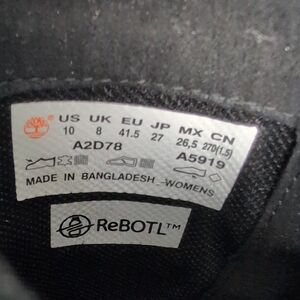 US UK EU JP MX CN
10 8 41.5 27 26,5 270(1.5)
A2D78 A5919
MADE IN BANGLADESH WOMENS
ReBOTL™